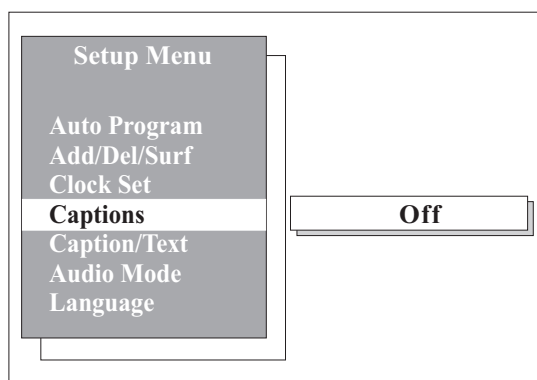 Setup Menu
Auto Program
Add/Del/Surf
Clock Set
Captions
Off
Caption/Text
Audio Mode
Language